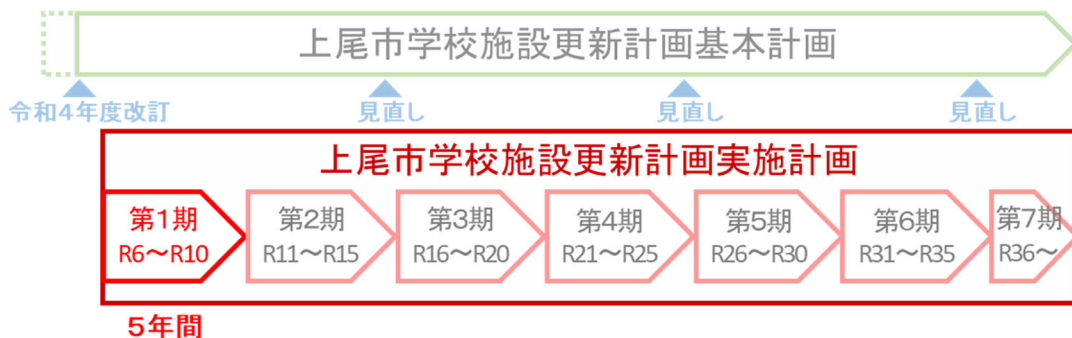 上尾市学校施設更新計画基本計画
令和4年度改訂
見直し
見直し
見直し
上尾市学校施設更新計画実施計画
第1期
R6～R10
第2期
R11～R15
第3期
R16～R20
第4期
R21～R25
第5期
R26～R30
第6期
R31～R35
第7期
R36～
5年間